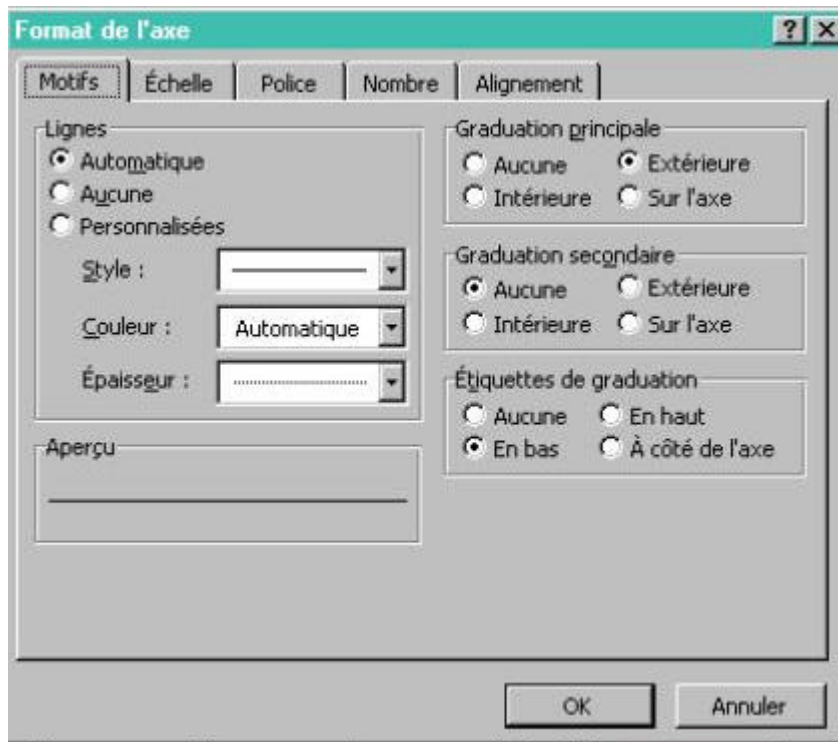 Format de l'axe
Motifs Échelle Police Nombre Alignement
Lignes
Automatique
Aucune
Personnalisées
Style :
Couleur : Automatique
Épaisseur :
Aperçu
Graduation principale
Aucune Extérieure
Intérieure Sur l'axe
Graduation secondaire
Aucune Extérieure
Intérieure Sur l'axe
Étiquettes de graduation
Aucune En haut
En bas À côté de l'axe
OK Annuler